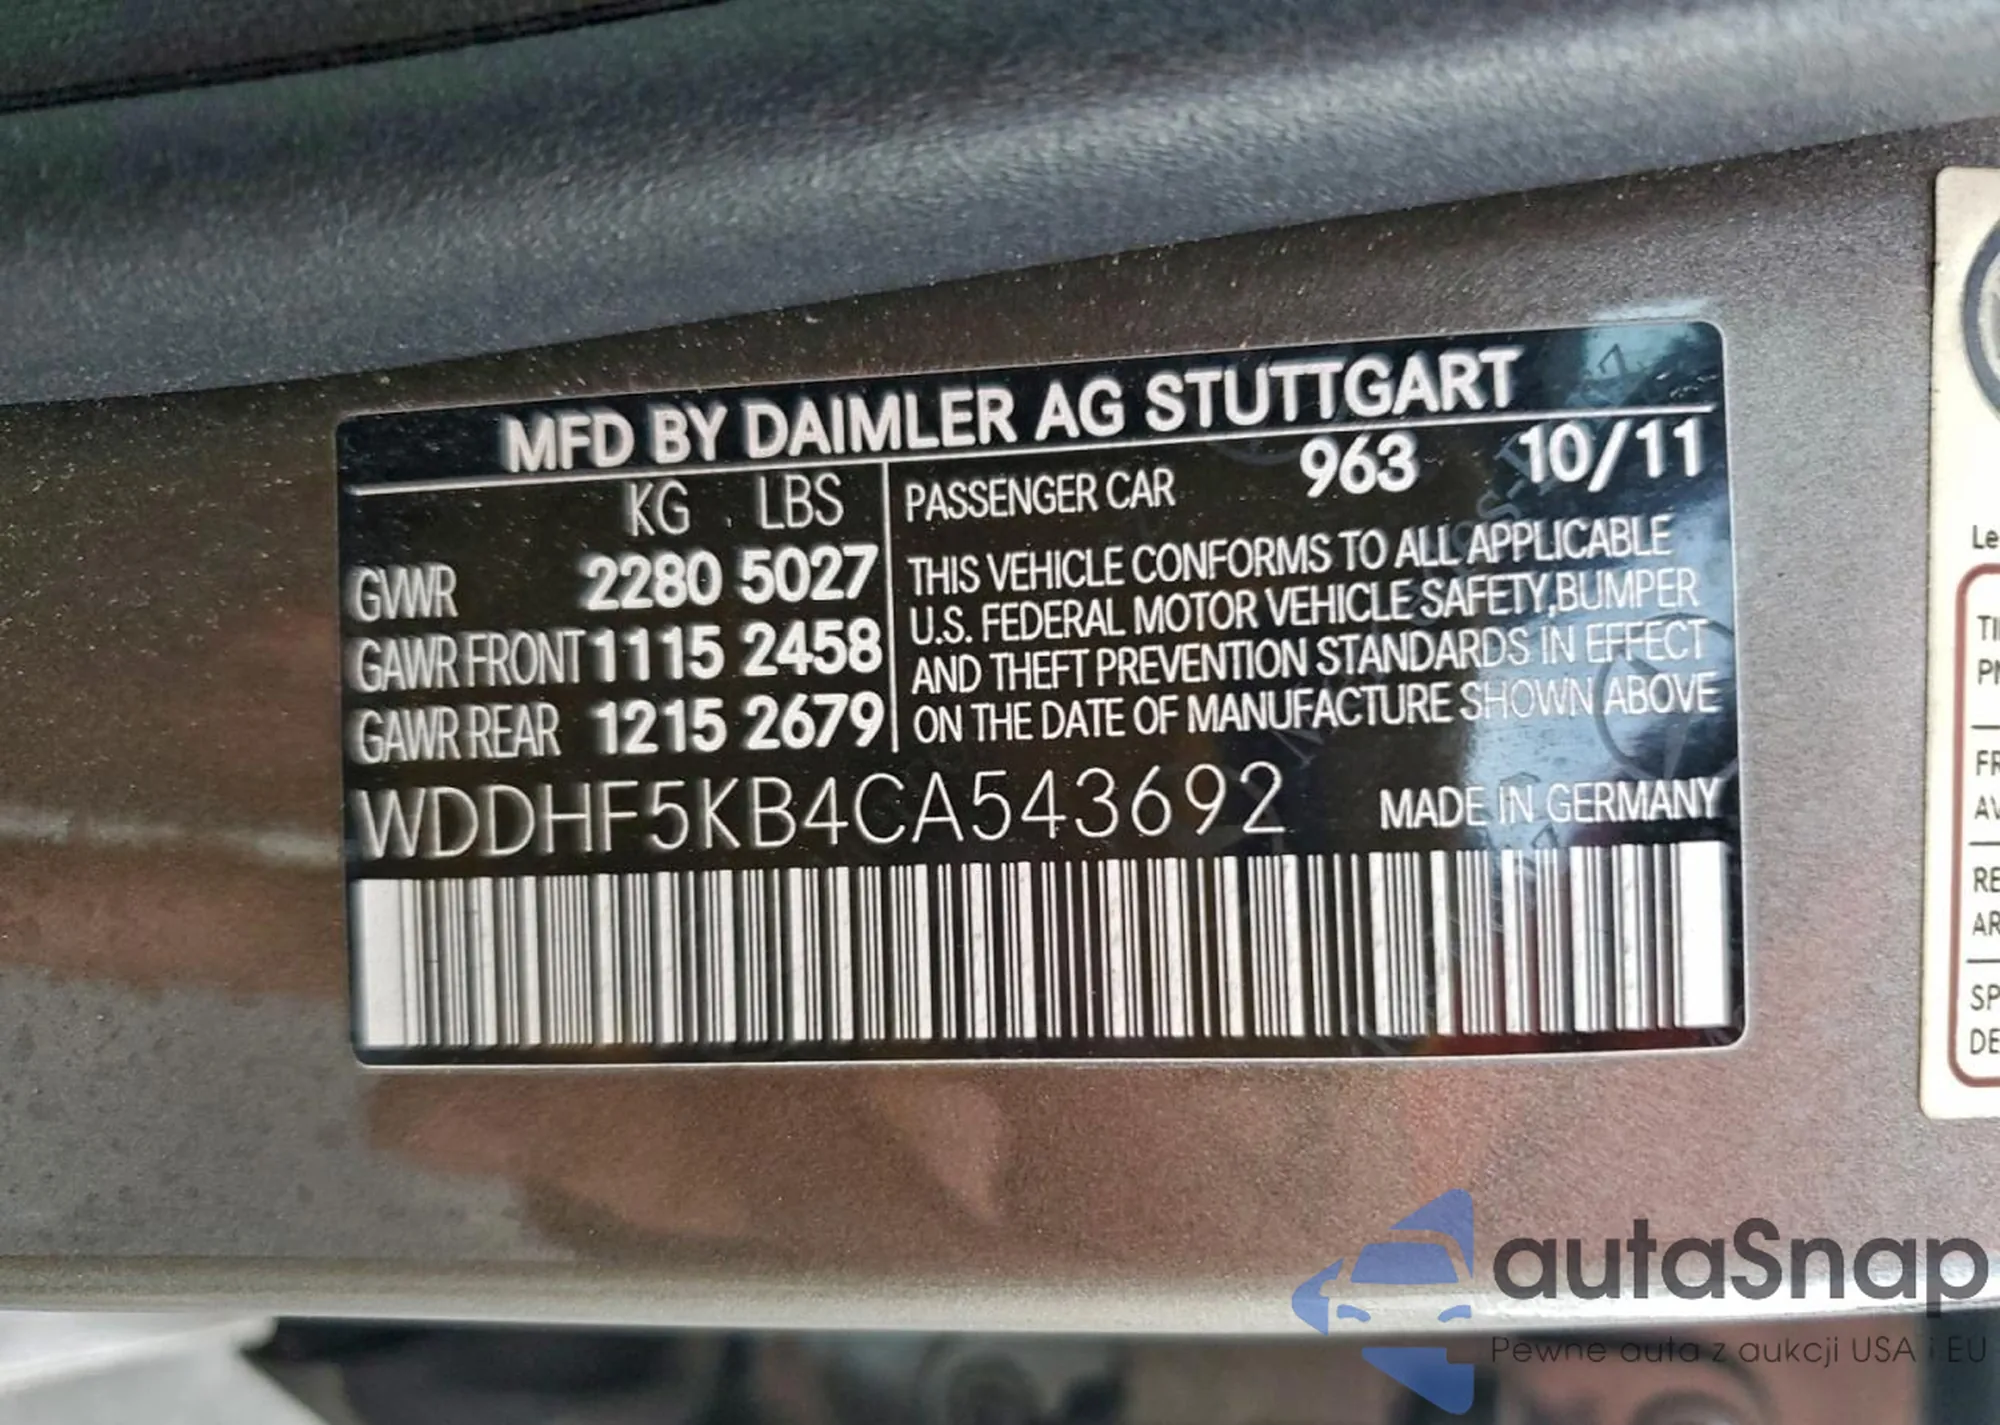 MFD BY DAIMLER AG STUTTGART
KG LBS
GVWR 2280 5027
GAWR FRONT 1115 2458
GAWR REAR 1215 2679
PASSENGER CAR 963 10/11
THIS VEHICLE CONFORMS TO ALL APPLICABLE
U.S. FEDERAL MOTOR VEHICLE SAFETY,BUMPER
AND THEFT PREVENTION STANDARDS IN EFFECT
ON THE DATE OF MANUFACTURE SHOWN ABOVE
WDDHF5KB4CA543692 MADE IN GERMANY
autaSnap
Pewne auta z aukcji USA i EU